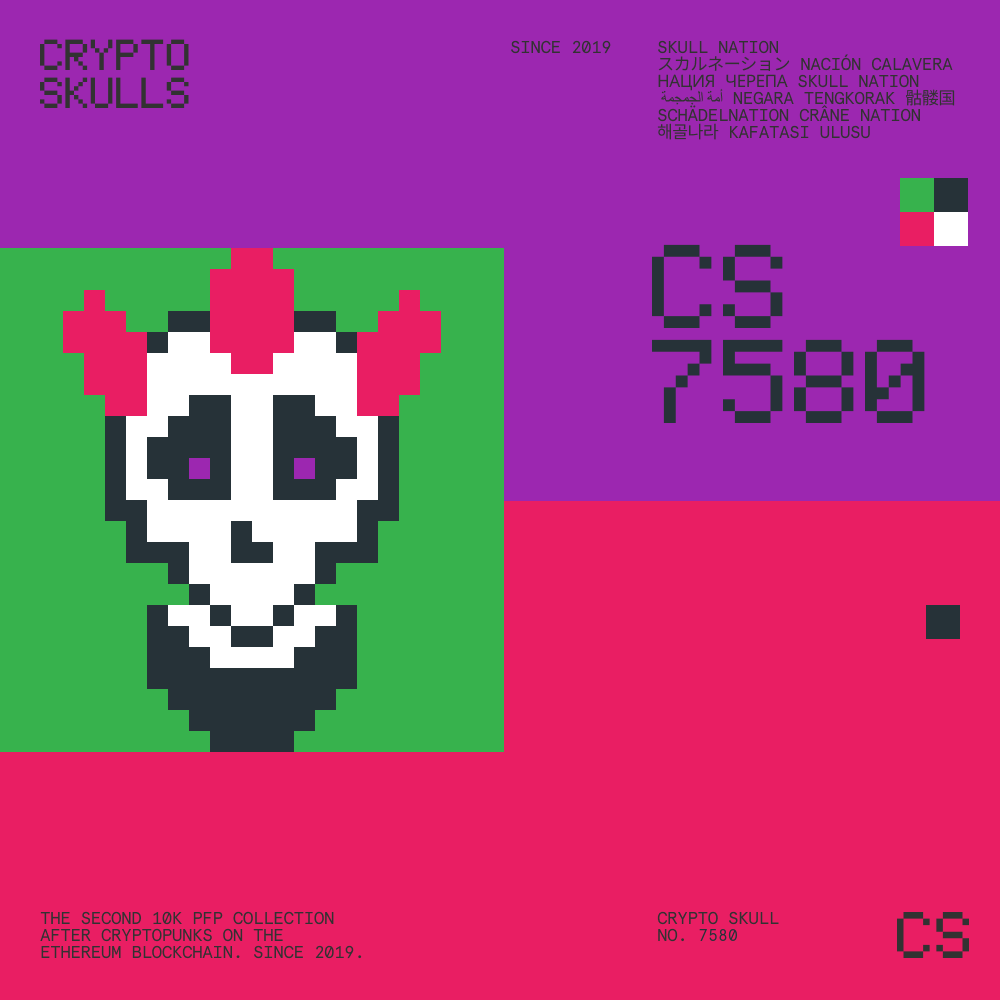 CRYPTO
SKULLS
SINCE 2019
SKULL NATION
スカルネーション NACIÓN CALAVERA
НАЦИЯ ЧЕРЕПА SKULL NATION
أمة الجمجمة NEGARA TENGKORAK 骷髅国
SCHÄDELNATION CRÂNE NATION
해골나라 KAFATASI ULUSU
CS
7580
THE SECOND 10K PFP COLLECTION
AFTER CRYPTOPUNKS ON THE
ETHEREUM BLOCKCHAIN. SINCE 2019.
CRYPTO SKULL
NO. 7580
CS